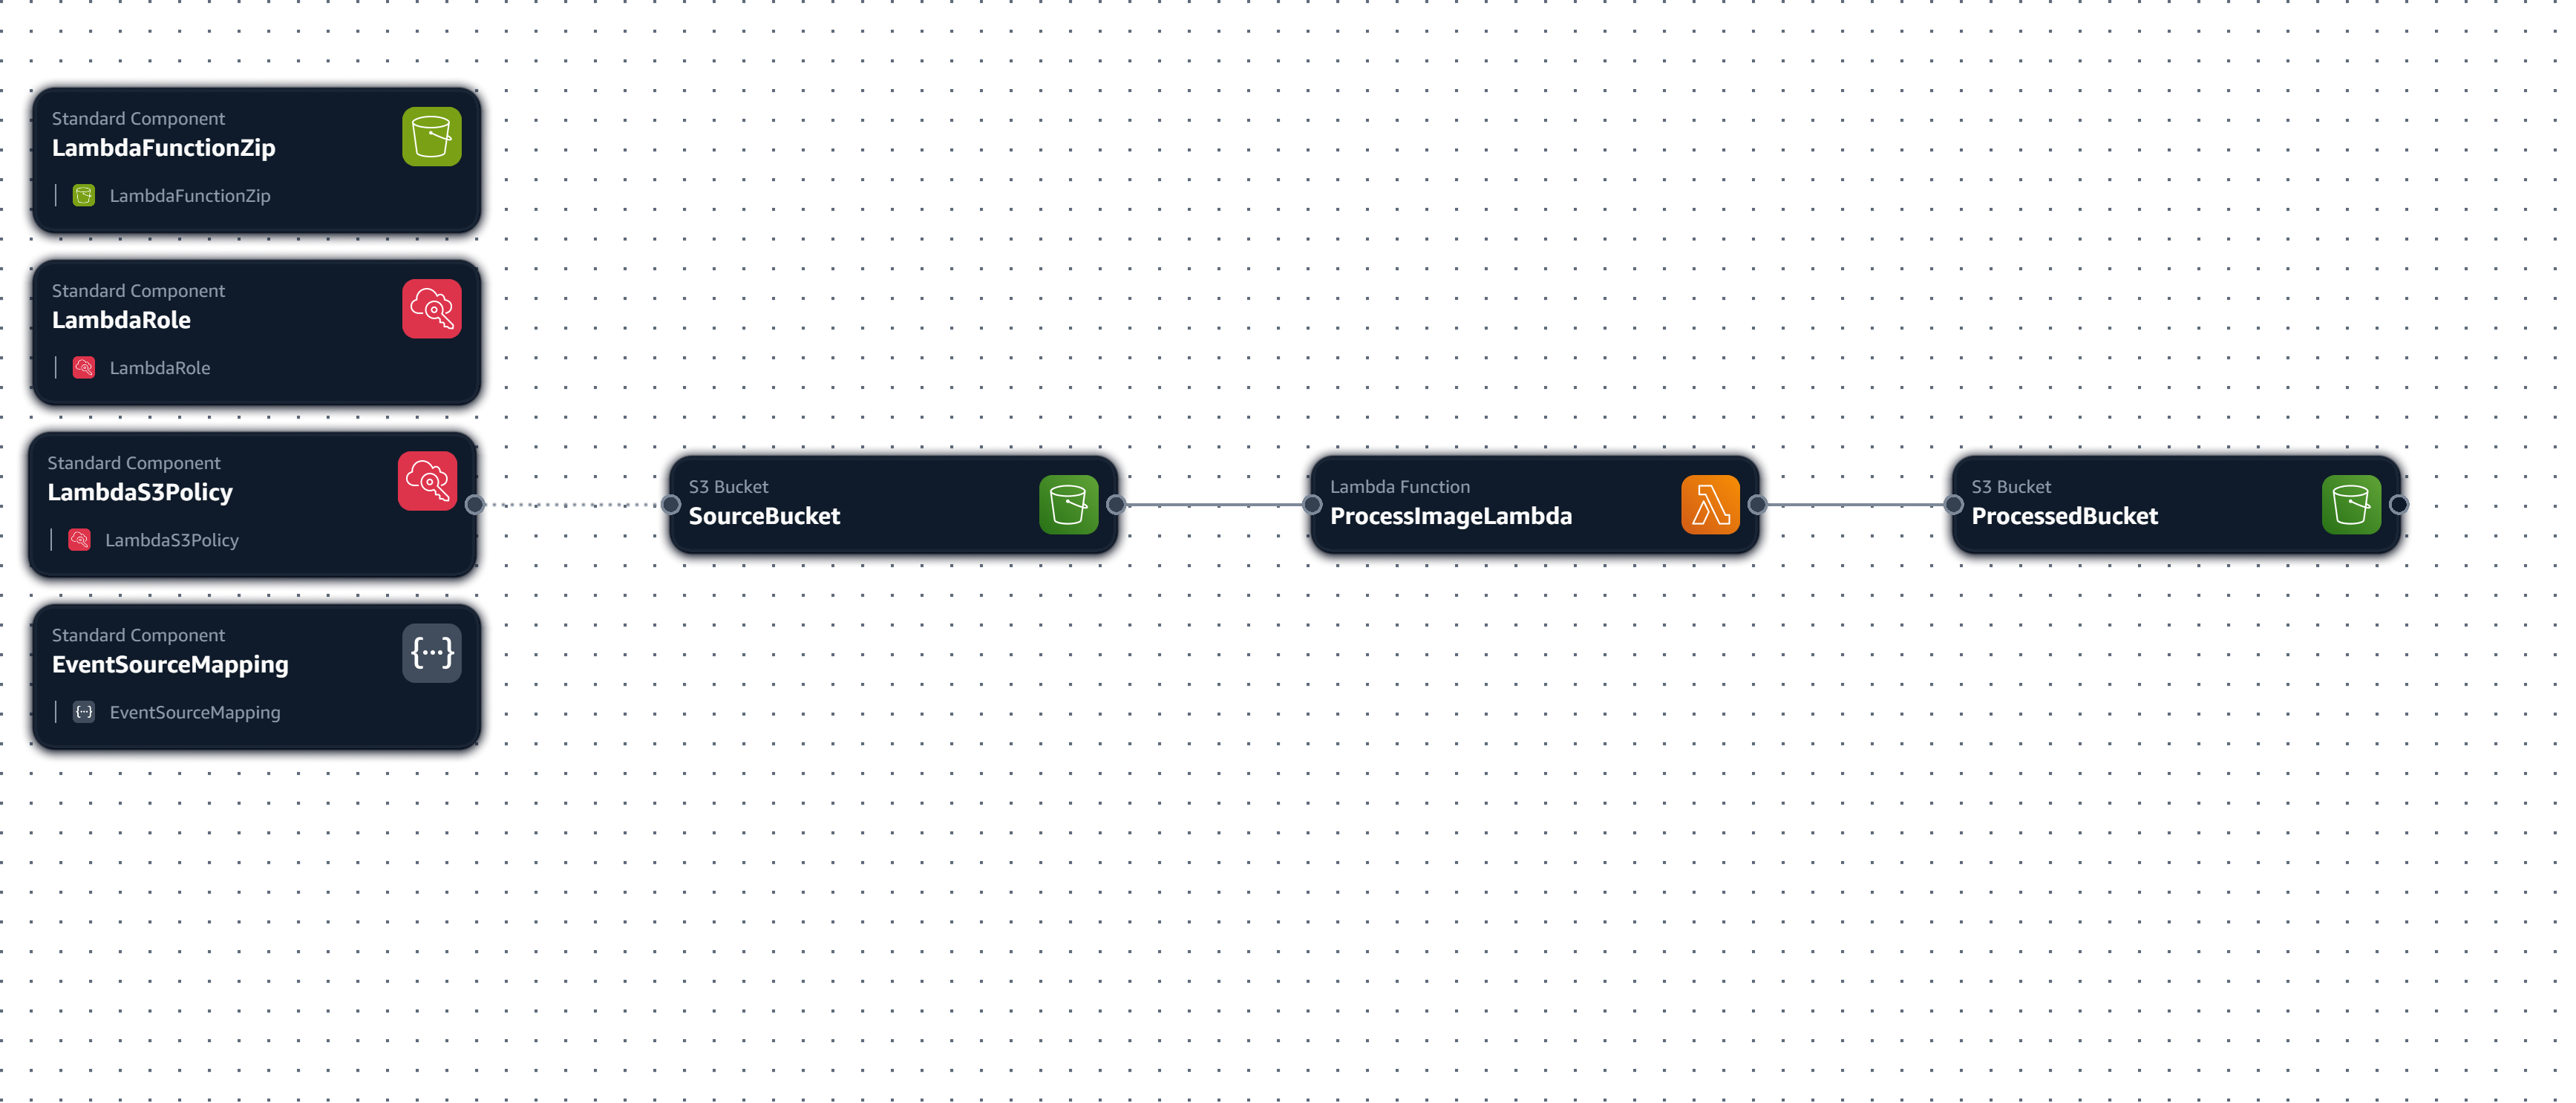 Standard Component
LambdaFunctionZip
LambdaFunctionZip
Standard Component
LambdaRole
LambdaRole
Standard Component
LambdaS3Policy
LambdaS3Policy
Standard Component
EventSourceMapping
{···}
{···}
EventSourceMapping
S3 Bucket
SourceBucket
Lambda Function
ProcessImageLambda
S3 Bucket
ProcessedBucket